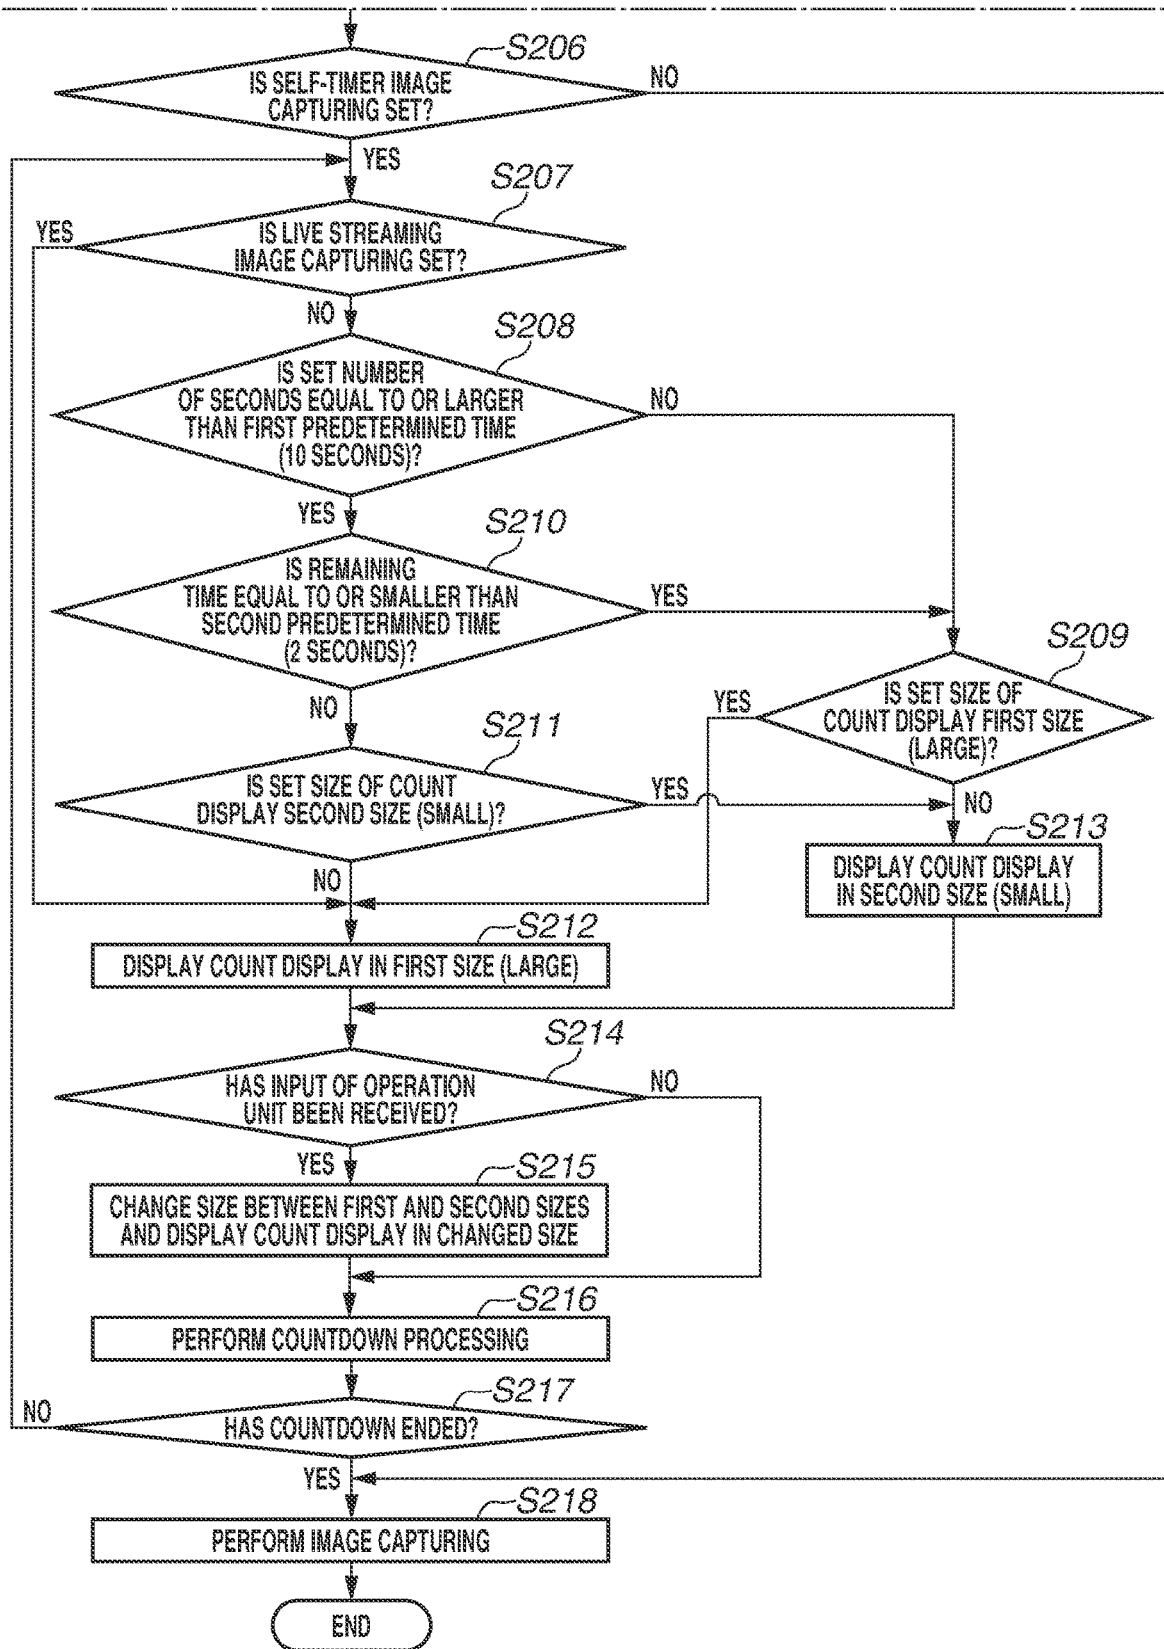 S206
IS SELF-TIMER IMAGE
CAPTURING SET?
NO
YES
S207
YES
IS LIVE STREAMING
IMAGE CAPTURING SET?
NO
S208
IS SET NUMBER
OF SECONDS EQUAL TO OR LARGER
THAN FIRST PREDETERMINED TIME
(10 SECONDS)?
NO
YES
S210
IS REMAINING
TIME EQUAL TO OR SMALLER THAN
SECOND PREDETERMINED TIME
(2 SECONDS)?
YES
NO
S209
IS SET SIZE OF
COUNT DISPLAY FIRST SIZE
(LARGE)?
YES
NO
S211
IS SET SIZE OF COUNT
DISPLAY SECOND SIZE (SMALL)?
YES
NO
S213
DISPLAY COUNT DISPLAY
IN SECOND SIZE (SMALL)
S212
DISPLAY COUNT DISPLAY IN FIRST SIZE (LARGE)
S214
HAS INPUT OF OPERATION
UNIT BEEN RECEIVED?
NO
YES
S215
CHANGE SIZE BETWEEN FIRST AND SECOND SIZES
AND DISPLAY COUNT DISPLAY IN CHANGED SIZE
S216
PERFORM COUNTDOWN PROCESSING
S217
NO
HAS COUNTDOWN ENDED?
YES
S218
PERFORM IMAGE CAPTURING
END